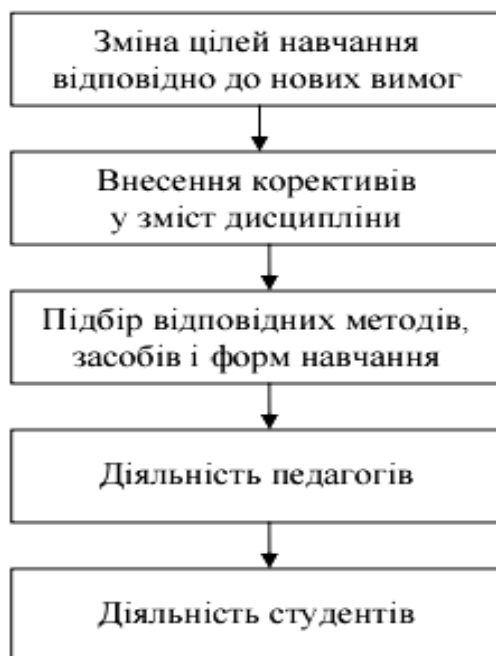 Зміна цілей навчання
відповідно до нових вимог
Внесення корективів
у зміст дисципліни
Підбір відповідних методів,
засобів і форм навчання
Діяльність педагогів
Діяльність студентів